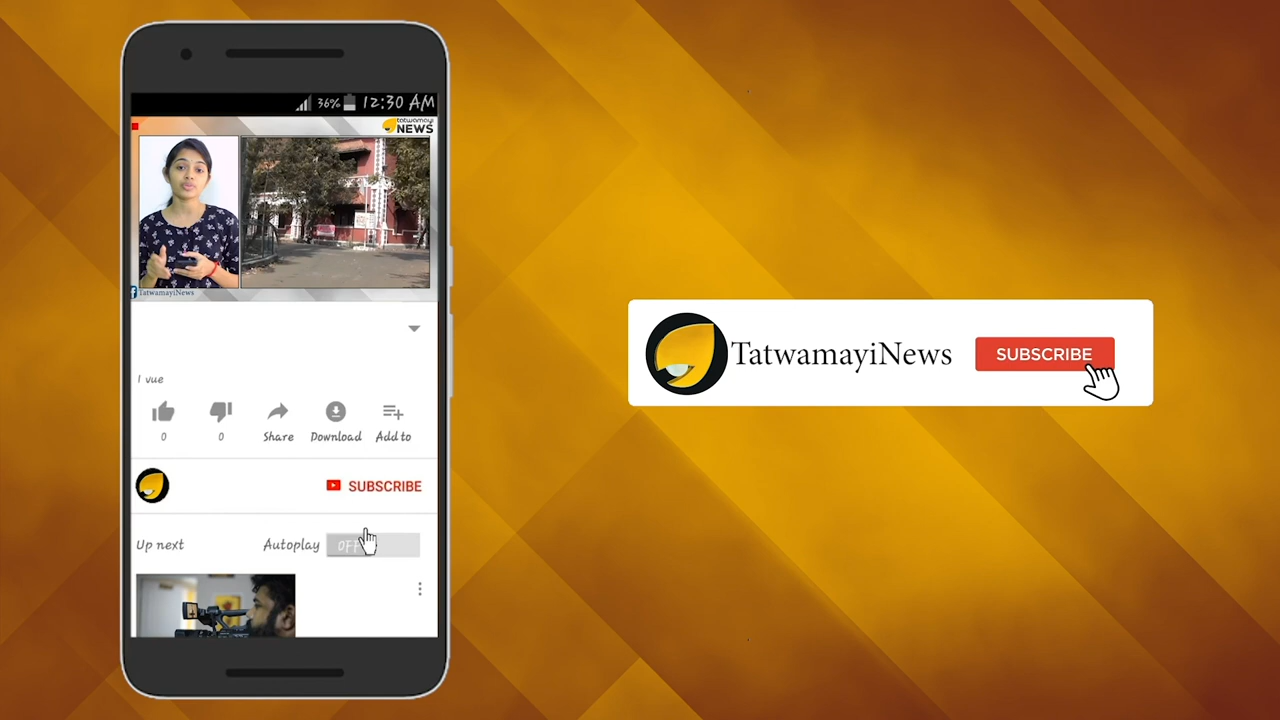 36% 12:30 AM
tatwamayi
NEWS
TatwamayiNews
1 vue
0 0 Share Download Add to
SUBSCRIBE
Up next Autoplay OFF
TatwamayiNews SUBSCRIBE